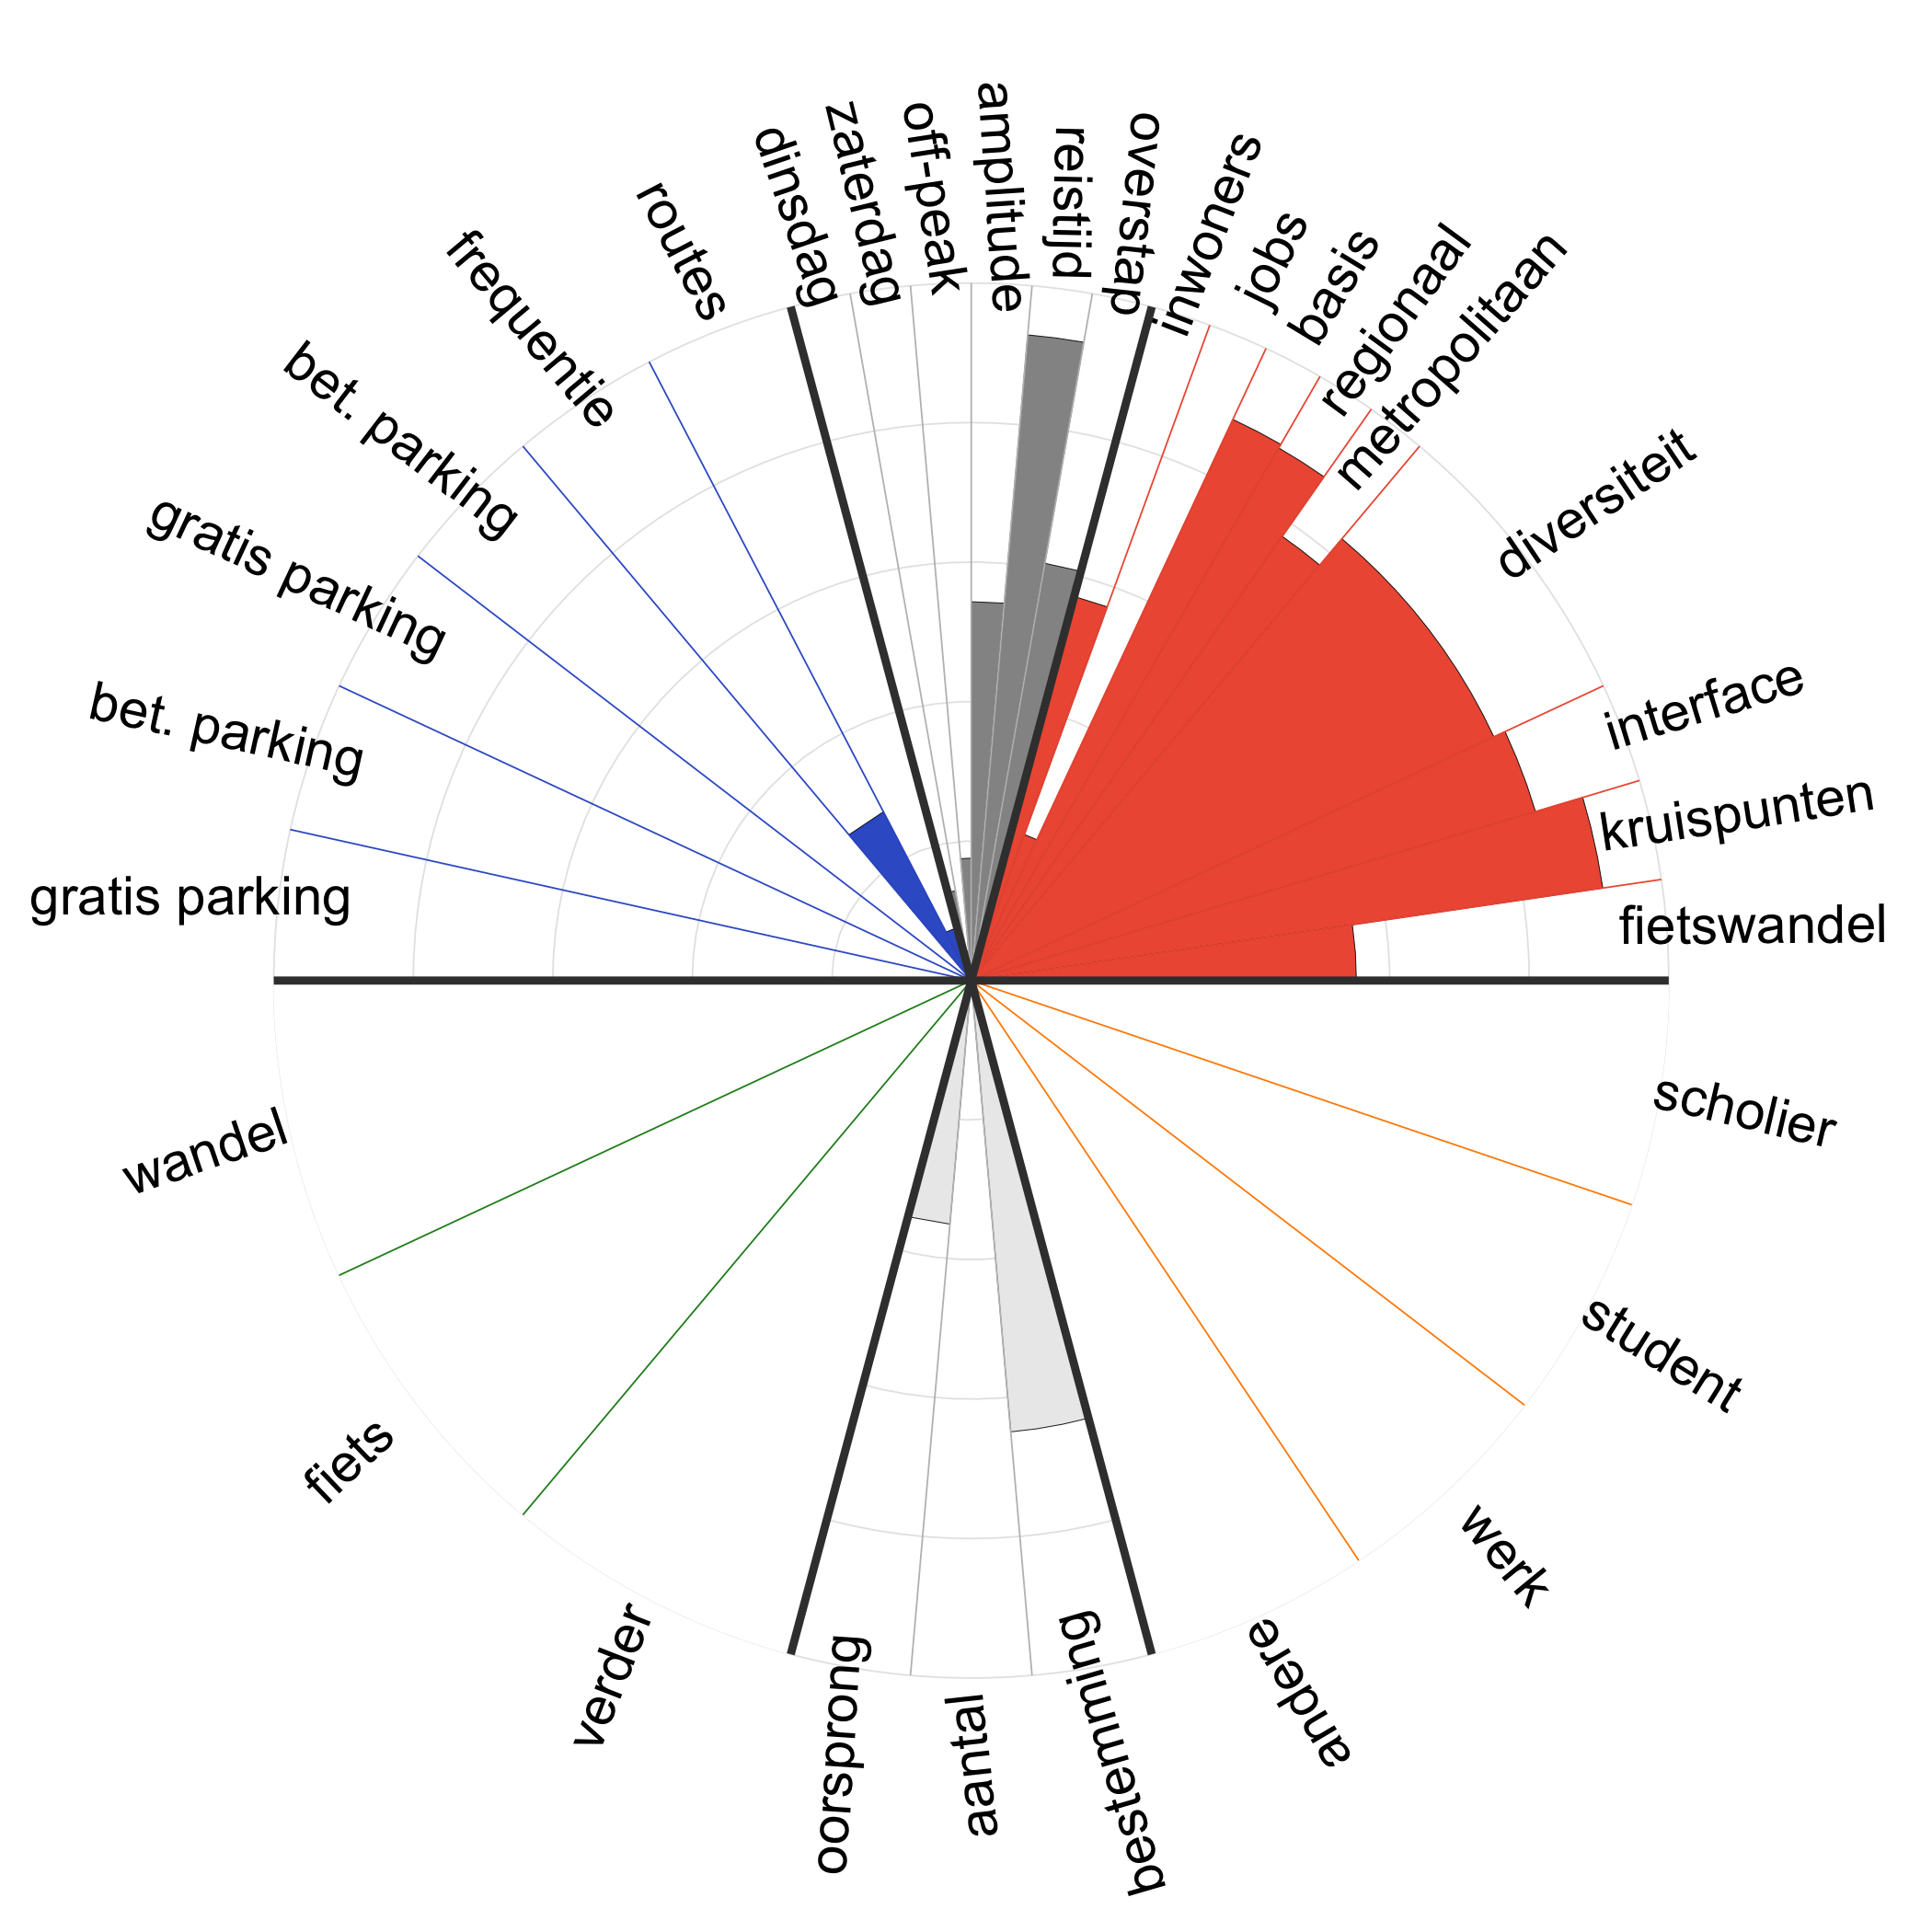 dinsdag
zaterdag
off-peak
amplitude
reistijd
overstap
inwoners
jobs
basis
regionaal
metropolitaan
diversiteit
interface
kruispunten
fietswandel
scholier
student
werk
andere
bestemming
aantal
oorsprong
verder
fiets
wandel
gratis parking
bet. parking
gratis parking
bet. parking
frequentie
routes